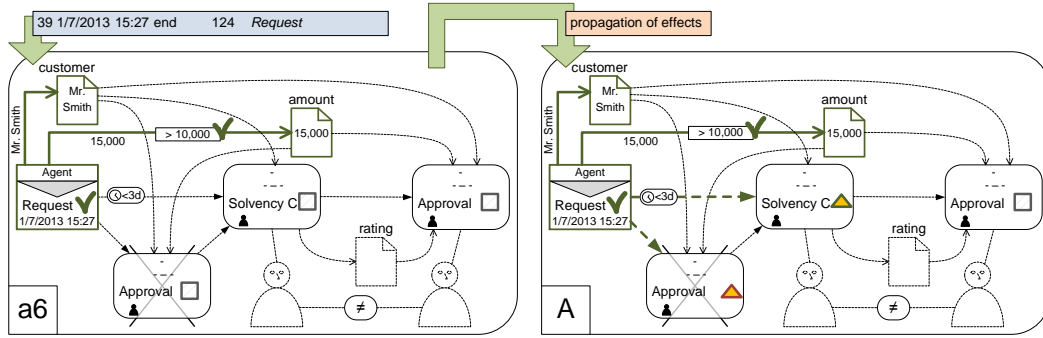 39 1/7/2013 15:27 end 124 Request
propagation of effects
customer
Mr.
Smith
amount
Mr. Smith
> 10,000
15,000
15,000
Agent
Request
1/7/2013 15:27
<3d
-
- -- -
Solvency C
-
- -- -
Approval
rating
-
- -- -
Approval
≠
a6
customer
Mr.
Smith
amount
Mr. Smith
> 10,000
15,000
15,000
Agent
Request
1/7/2013 15:27
<3d
-
- -- -
Solvency C
-
- -- -
Approval
rating
-
- -- -
Approval
≠
A